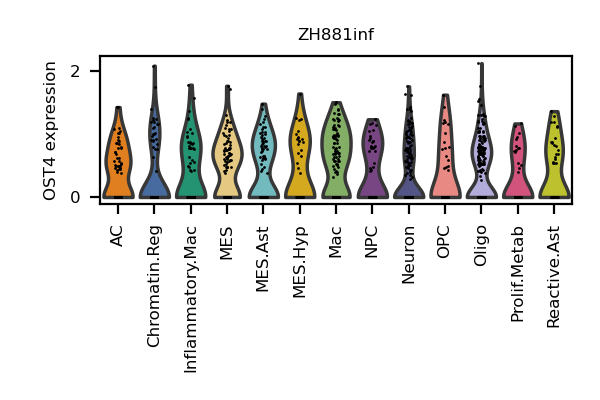 ZH881inf
OST4 expression
2
0
AC
Chromatin.Reg
Inflammatory.Mac
MES
MES.Ast
MES.Hyp
Mac
NPC
Neuron
OPC
Oligo
Prolif.Metab
Reactive.Ast